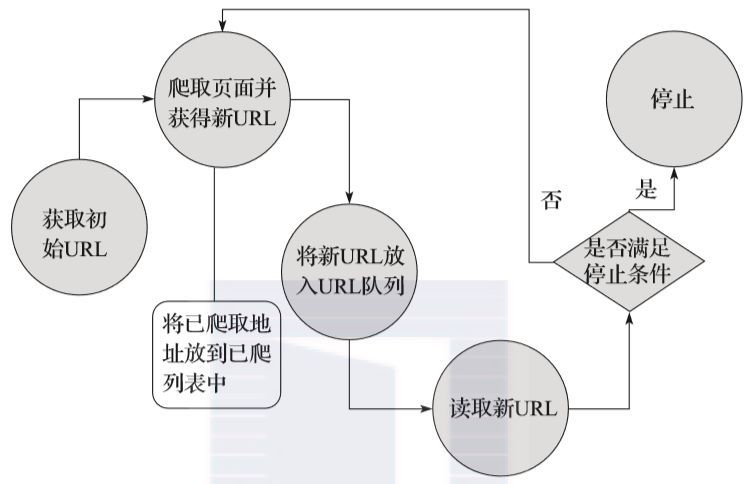 爬取页面并
获得新URL
停止
获取初
始URL
否
是
将新URL放
入URL队列
是否满足
停止条件
将已爬取地
址放到已爬
列表中
读取新URL